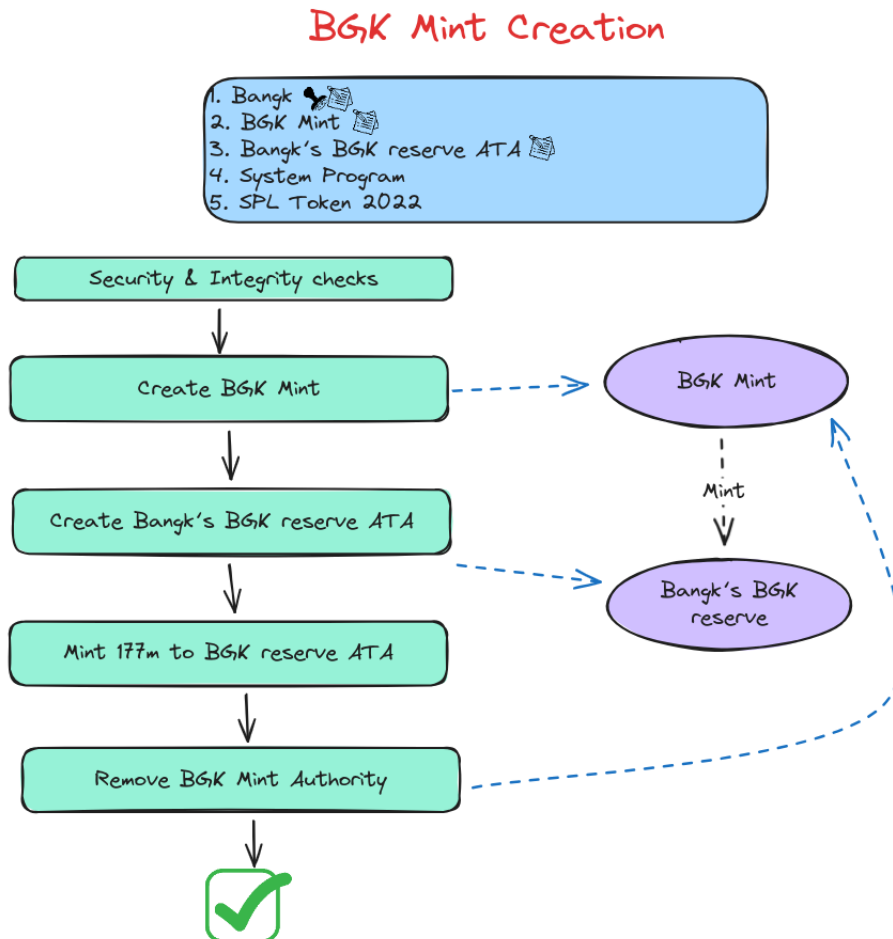 BGK Mint Creation
1. Bangk
2. BGK Mint
3. Bangk's BGK reserve ATA
4. System Program
5. SPL Token 2022
Security & Integrity checks
Create BGK Mint
BGK Mint
Mint
Create Bangk's BGK reserve ATA
Bangk's BGK
reserve
Mint 177m to BGK reserve ATA
Remove BGK Mint Authority